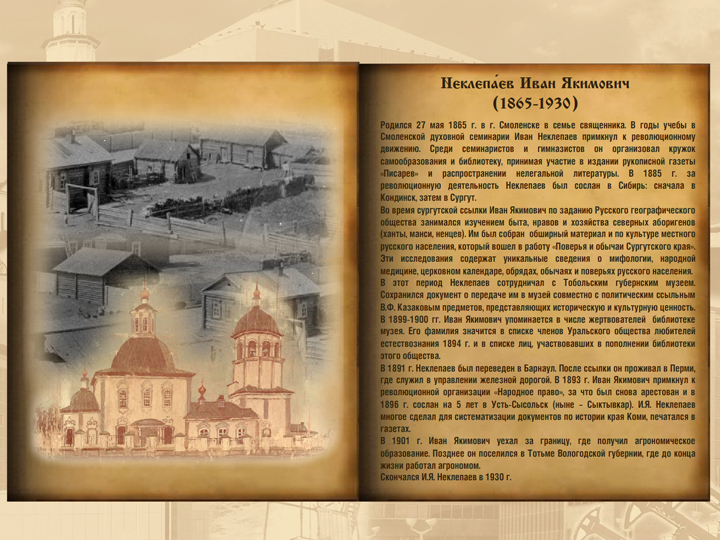 Неклепа́ев Иван Якимович
(1865-1930)
Родился 27 мая 1865 г. в г. Смоленске в семье священника. В годы учебы в
Смоленской духовной семинарии Иван Неклепаев примкнул к революционному
движению. Среди семинаристов и гимназистов он организовал кружок
самообразования и библиотеку, принимая участие в издании рукописной газеты
«Писарев» и распространении нелегальной литературы. В 1885 г. за
революционную деятельность Неклепаев был сослан в Сибирь: сначала в
Кондинск, затем в Сургут.
Во время сургутской ссылки Иван Якимович по заданию Русского географического
общества занимался изучением быта, нравов и хозяйства северных аборигенов
(ханты, манси, ненцев). Им был собран обширный материал и по культуре местного
русского населения, который вошел в работу «Поверья и обычаи Сургутского края».
Эти исследования содержат уникальные сведения о мифологии, народной
медицине, церковном календаре, обрядах, обычаях и поверьях русского населения.
В этот период Неклепаев сотрудничал с Тобольским губернским музеем.
Сохранился документ о передаче им в музей совместно с политическим ссыльным
В.Ф. Казаковым предметов, представляющих историческую и культурную ценность.
В 1899-1900 гг. Иван Якимович упоминается в числе жертвователей библиотеке
музея. Его фамилия значится в списке членов Уральского общества любителей
естествознания 1894 г. и в списке лиц, участвовавших в пополнении библиотеки
этого общества.
В 1891 г. Неклепаев был переведен в Барнаул. После ссылки он проживал в Перми,
где служил в управлении железной дорогой. В 1893 г. Иван Якимович примкнул к
революционной организации «Народное право», за что был снова арестован и в
1896 г. сослан на 5 лет в Усть-Сысольск (ныне - Сыктывкар). И.Я. Неклепаев
многое сделал для систематизации документов по истории края Коми, печатался в
газетах.
В 1901 г. Иван Якимович уехал за границу, где получил агрономическое
образование. Позднее он поселился в Тотьме Вологодской губернии, где до конца
жизни работал агрономом.
Скончался И.Я. Неклепаев в 1930 г.